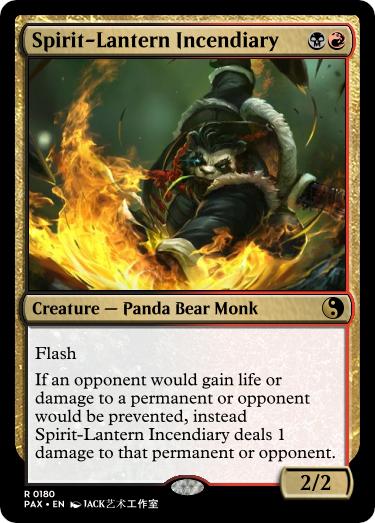 Spirit-Lantern Incendiary
Creature — Panda Bear Monk
Flash
If an opponent would gain life or
damage to a permanent or opponent
would be prevented, instead
Spirit-Lantern Incendiary deals 1
damage to that permanent or opponent.
2/2
R 0180
PAX • EN JACK艺术工作室